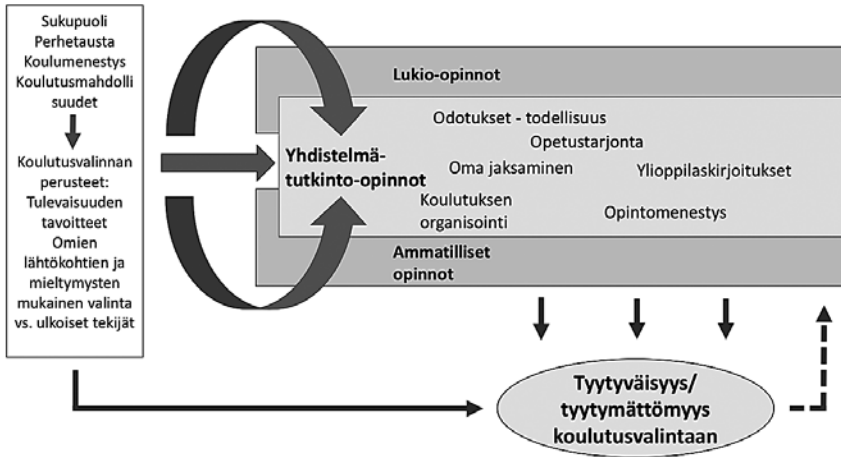 Sukupuoli
Perhetausta
Koulumenestys
Koulutusmahdolli
suudet
Koulutusvalinnan
perusteet:
Tulevaisuuden
tavoitteet
Omien
lähtökohtien ja
mieltymysten
mukainen valinta
vs. ulkoiset tekijät
Lukio-opinnot
Yhdistelmä-
tutkinto-opinnot
Odotukset - todellisuus
Opetustarjonta
Oma jaksaminen
Ylioppilaskirjoitukset
Koulutuksen
organisointi
Opintomenestys
Ammatilliset
opinnot
Tyytyväisyys/
tyytymättömyys
koulutusvalintaan